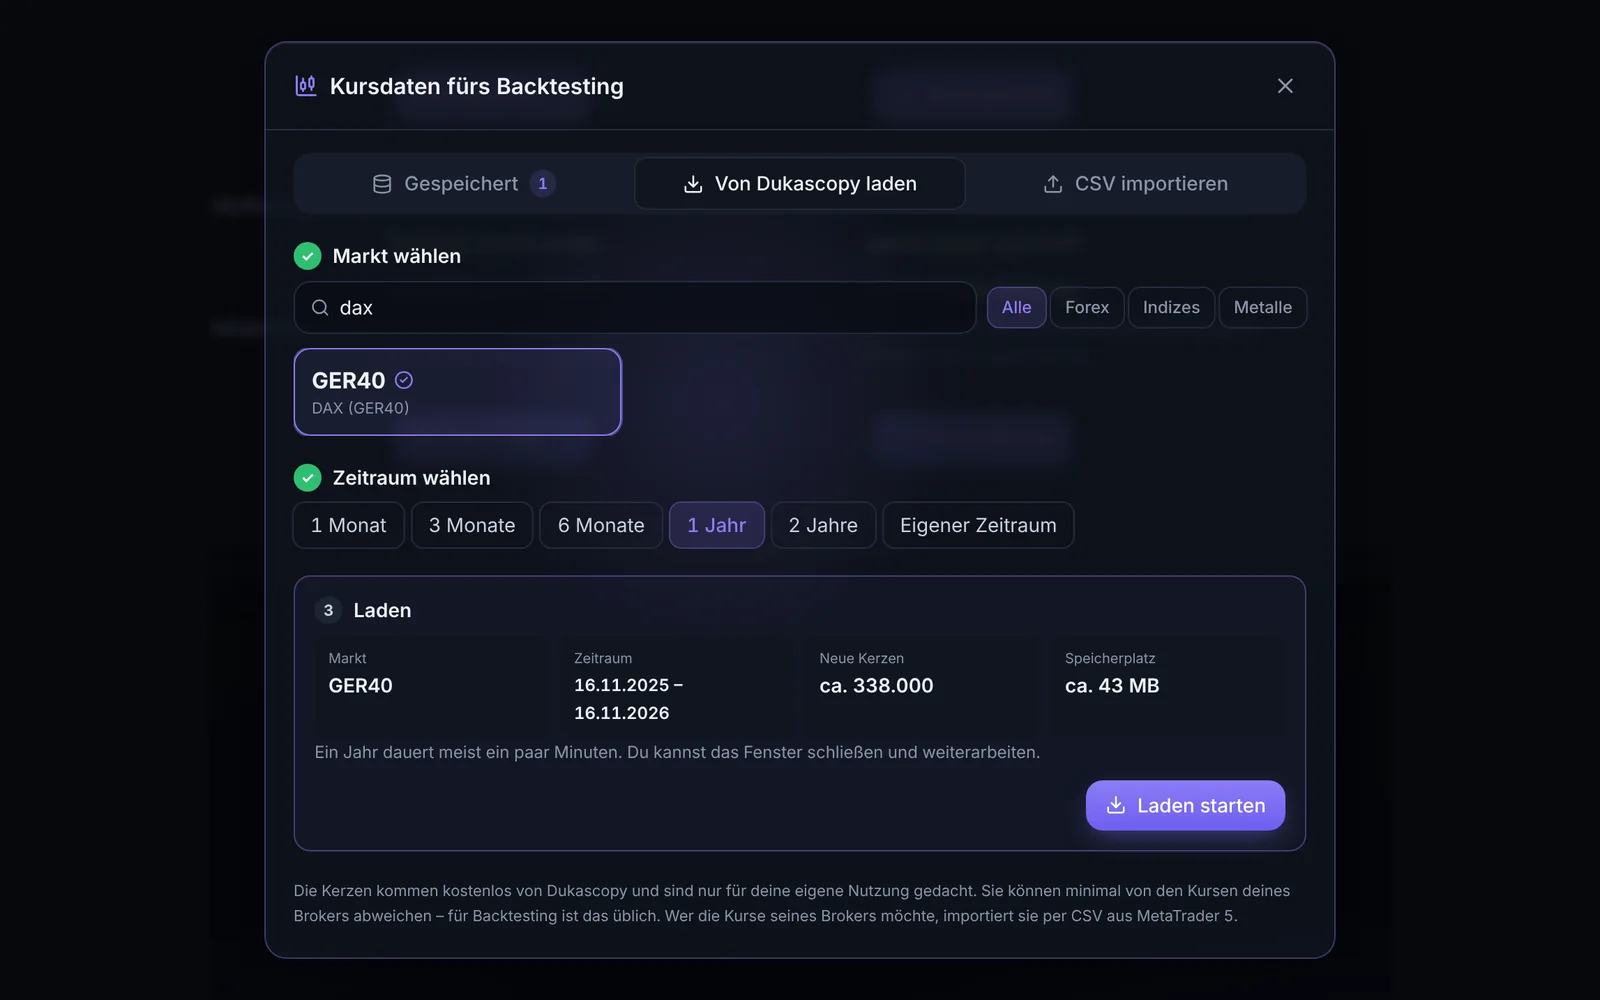 Kursdaten fürs Backtesting
Gespeichert 1
Von Dukascopy laden
CSV importieren
Markt wählen
dax
Alle
Forex
Indizes
Metalle
GER40
DAX (GER40)
Zeitraum wählen
1 Monat
3 Monate
6 Monate
1 Jahr
2 Jahre
Eigener Zeitraum
3 Laden
Markt
GER40
Zeitraum
16.11.2025 –
16.11.2026
Neue Kerzen
ca. 338.000
Speicherplatz
ca. 43 MB
Ein Jahr dauert meist ein paar Minuten. Du kannst das Fenster schließen und weiterarbeiten.
Laden starten
Die Kerzen kommen kostenlos von Dukascopy und sind nur für deine eigene Nutzung gedacht. Sie können minimal von den Kursen deines
Brokers abweichen – für Backtesting ist das üblich. Wer die Kurse seines Brokers möchte, importiert sie per CSV aus MetaTrader 5.